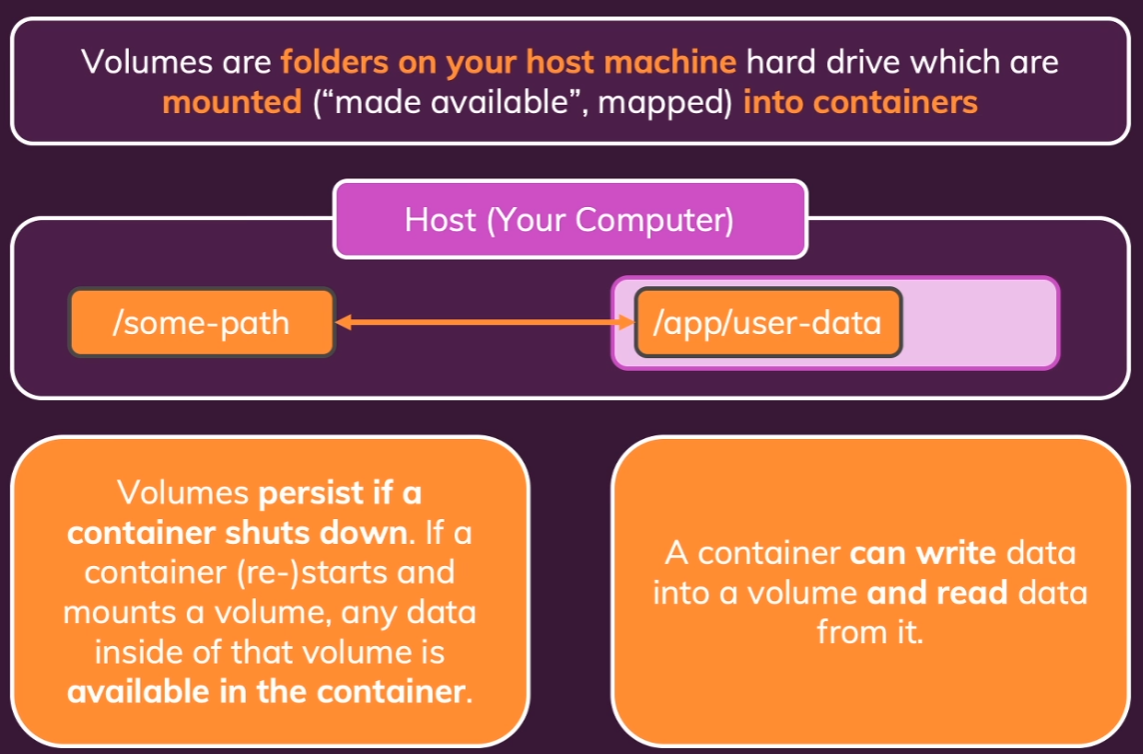 Volumes are folders on your host machine hard drive which are
mounted (“made available”, mapped) into containers
Host (Your Computer)
/some-path
/app/user-data
Volumes persist if a
container shuts down. If a
container (re-)starts and
mounts a volume, any data
inside of that volume is
available in the container.
A container can write data
into a volume and read data
from it.